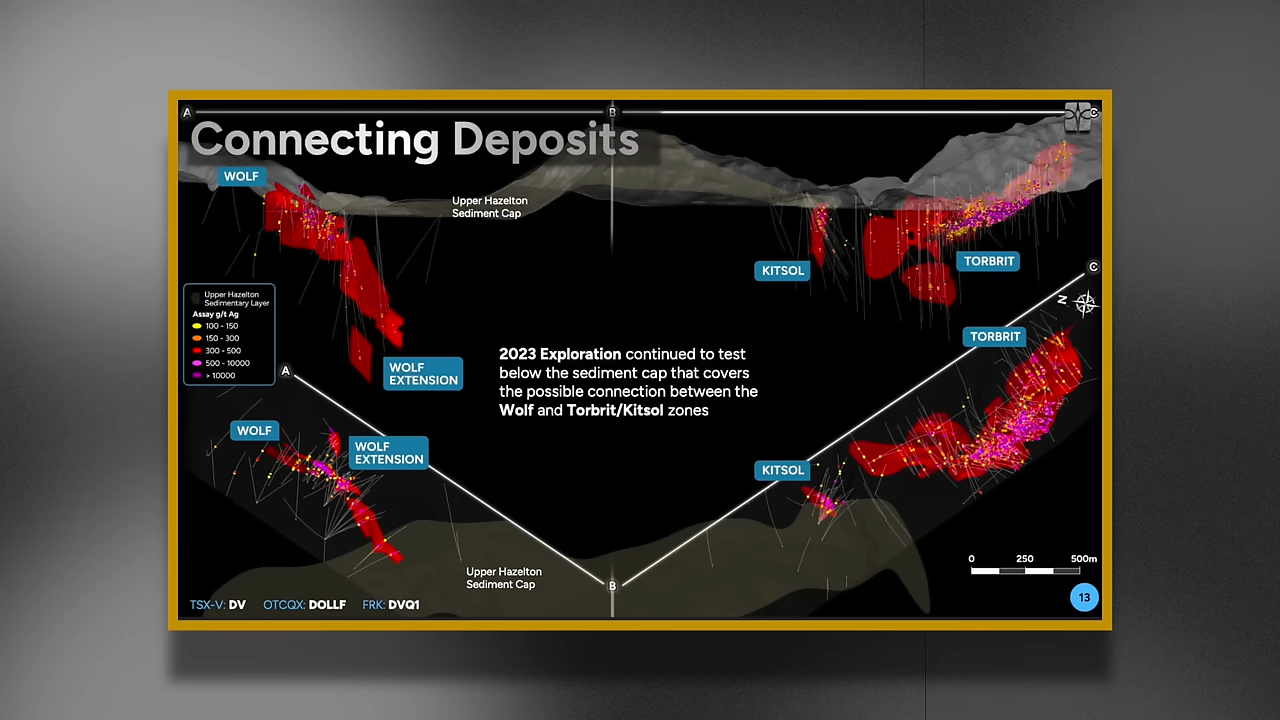 A
B
C
Connecting Deposits
WOLF
Upper Hazelton
Sediment Cap
KITSOL
TORBRIT
C
N
Upper Hazelton
Sedimentary Layer
Assay g/t Ag
100 - 150
150 - 300
300 - 500
500 - 10000
> 10000
WOLF
EXTENSION
A
2023 Exploration continued to test
below the sediment cap that covers
the possible connection between the
Wolf and Torbrit/Kitsol zones
TORBRIT
WOLF
WOLF
EXTENSION
KITSOL
0 250 500m
Upper Hazelton
Sediment Cap
B
TSX-V: DV OTCQX: DOLLF FRK: DVQ1
13